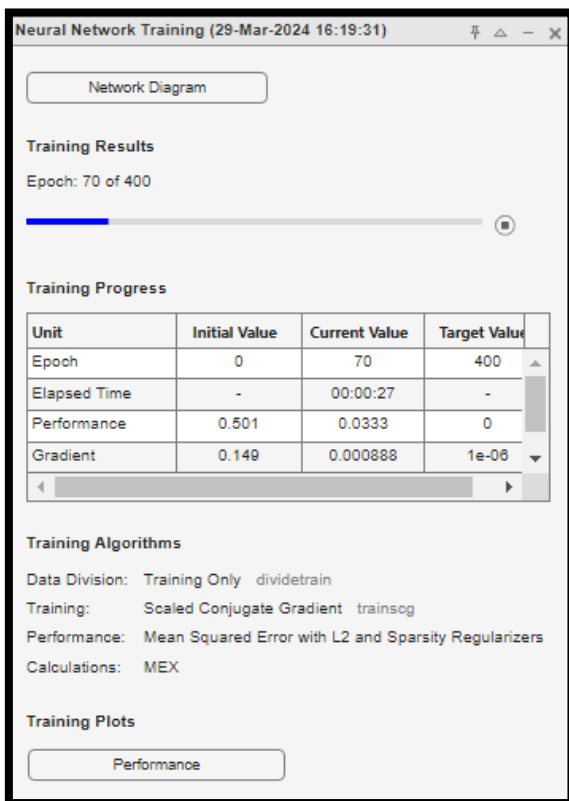 Neural Network Training (29-Mar-2024 16:19:31)
Network Diagram
Training Results
Epoch: 70 of 400
Training Progress
Unit Initial Value Current Value Target Value
Epoch 0 70 400
Elapsed Time - 00:00:27 -
Performance 0.501 0.0333 0
Gradient 0.149 0.000888 1e-06
Training Algorithms
Data Division: Training Only dividetrain
Training: Scaled Conjugate Gradient trainscg
Performance: Mean Squared Error with L2 and Sparsity Regularizers
Calculations: MEX
Training Plots
Performance